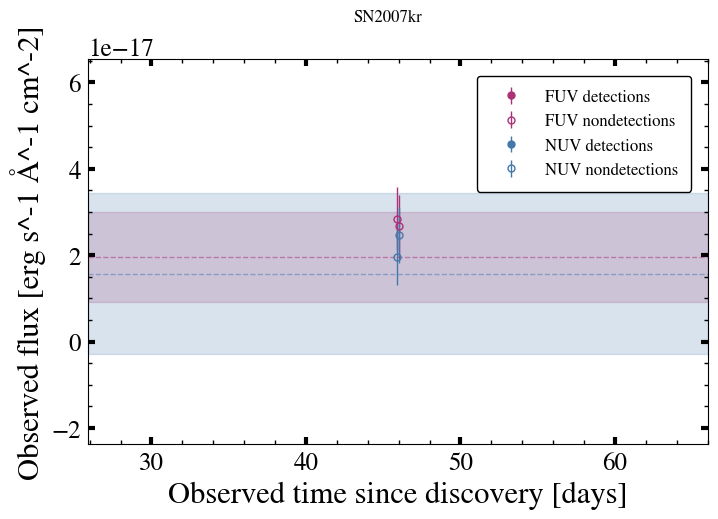 SN2007kr
1e−17
Observed flux [erg s^-1 Å^-1 cm^-2]
6
4
2
0
−2
FUV detections
FUV nondetections
NUV detections
NUV nondetections
30
40
50
60
Observed time since discovery [days]